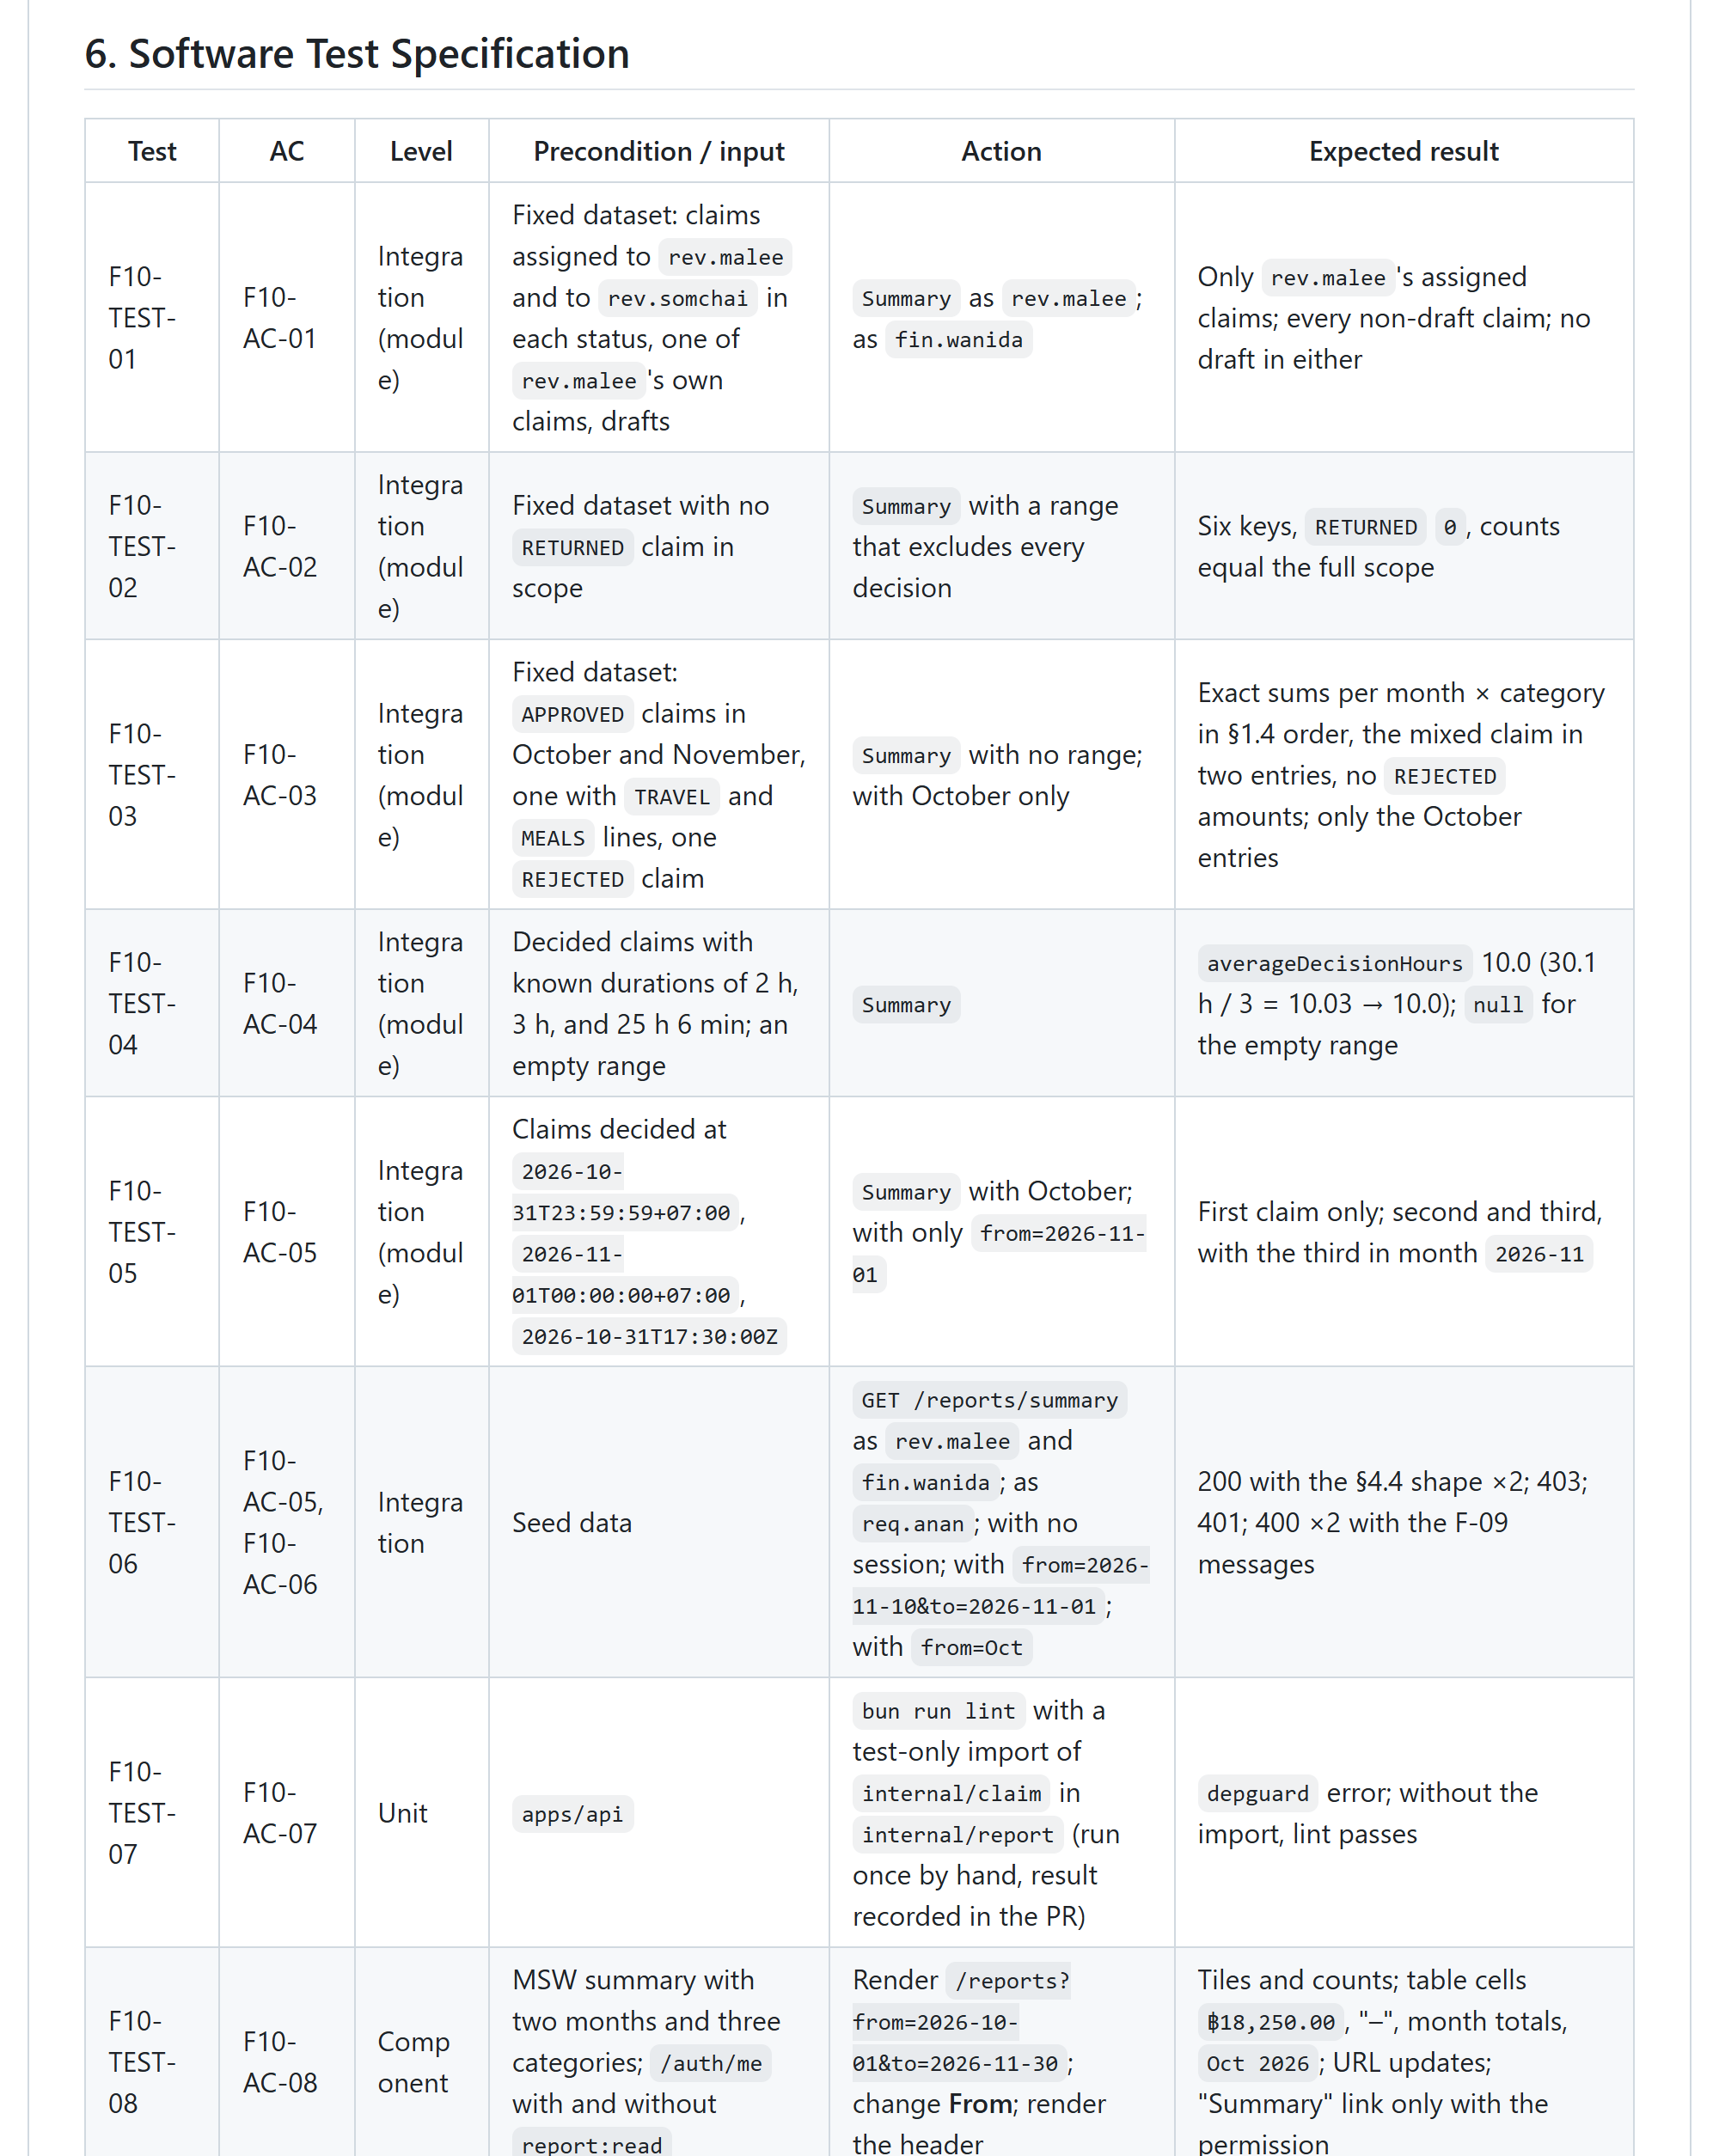 6. Software Test Specification
Test
AC
Level
Precondition / input
Action
Expected result
F10-
TEST-
01
F10-
AC-01
Integra
tion
(modul
e)
Fixed dataset: claims
assigned to rev.malee
and to rev.somchai in
each status, one of
rev.malee's own
claims, drafts
Summary as rev.malee;
as fin.wanida
Only rev.malee's assigned
claims; every non-draft claim; no
draft in either
F10-
TEST-
02
F10-
AC-02
Integra
tion
(modul
e)
Fixed dataset with no
RETURNED claim in
scope
Summary with a range
that excludes every
decision
Six keys, RETURNED 0, counts
equal the full scope
F10-
TEST-
03
F10-
AC-03
Integra
tion
(modul
e)
Fixed dataset:
APPROVED claims in
October and November,
one with TRAVEL and
MEALS lines, one
REJECTED claim
Summary with no range;
with October only
Exact sums per month × category
in §1.4 order, the mixed claim in
two entries, no REJECTED
amounts; only the October
entries
F10-
TEST-
04
F10-
AC-04
Integra
tion
(modul
e)
Decided claims with
known durations of 2 h,
3 h, and 25 h 6 min; an
empty range
Summary
averageDecisionHours 10.0 (30.1
h / 3 = 10.03 → 10.0); null for
the empty range
F10-
TEST-
05
F10-
AC-05
Integra
tion
(modul
e)
Claims decided at
2026-10-
31T23:59:59+07:00,
2026-11-
01T00:00:00+07:00,
2026-10-31T17:30:00Z
Summary with October;
with only from=2026-11-
01
First claim only; second and third,
with the third in month 2026-11
F10-
TEST-
06
F10-
AC-05,
F10-
AC-06
Integra
tion
Seed data
GET /reports/summary
as rev.malee and
fin.wanida; as
req.anan; with no
session; with from=2026-
11-10&to=2026-11-01;
with from=Oct
200 with the §4.4 shape ×2; 403;
401; 400 ×2 with the F-09
messages
F10-
TEST-
07
F10-
AC-07
Unit
apps/api
bun run lint with a
test-only import of
internal/claim in
internal/report (run
once by hand, result
recorded in the PR)
depguard error; without the
import, lint passes
F10-
TEST-
08
F10-
AC-08
Comp
onent
MSW summary with
two months and three
categories; /auth/me
with and without
report:read
Render /reports?
from=2026-10-
01&to=2026-11-30;
change From; render
the header
Tiles and counts; table cells
฿18,250.00, "–", month totals,
Oct 2026; URL updates;
"Summary" link only with the
permission